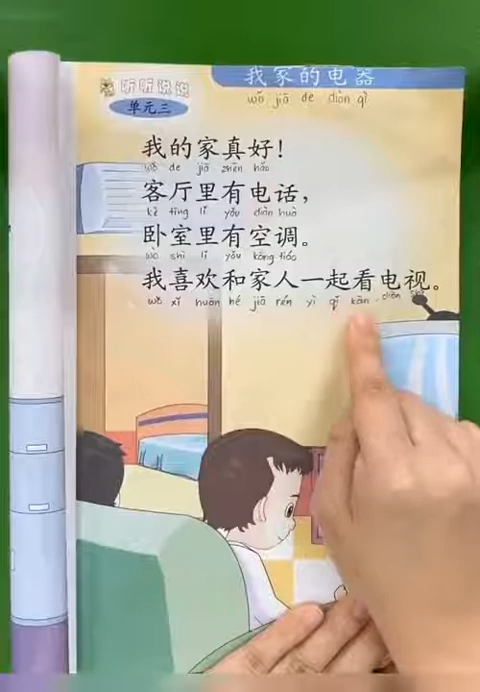 我家的电器
wǒ jiā de diàn qì
听听说说
单元三
我的家真好！
wǒ de jiā zhēn hǎo
客厅里有电话，
kè tīng lǐ yǒu diàn huà
卧室里有空调。
wò shì lǐ yǒu kōng tiáo
我喜欢和家人一起看电视。
wǒ xǐ huān hé jiā rén yì qǐ kàn diàn shì